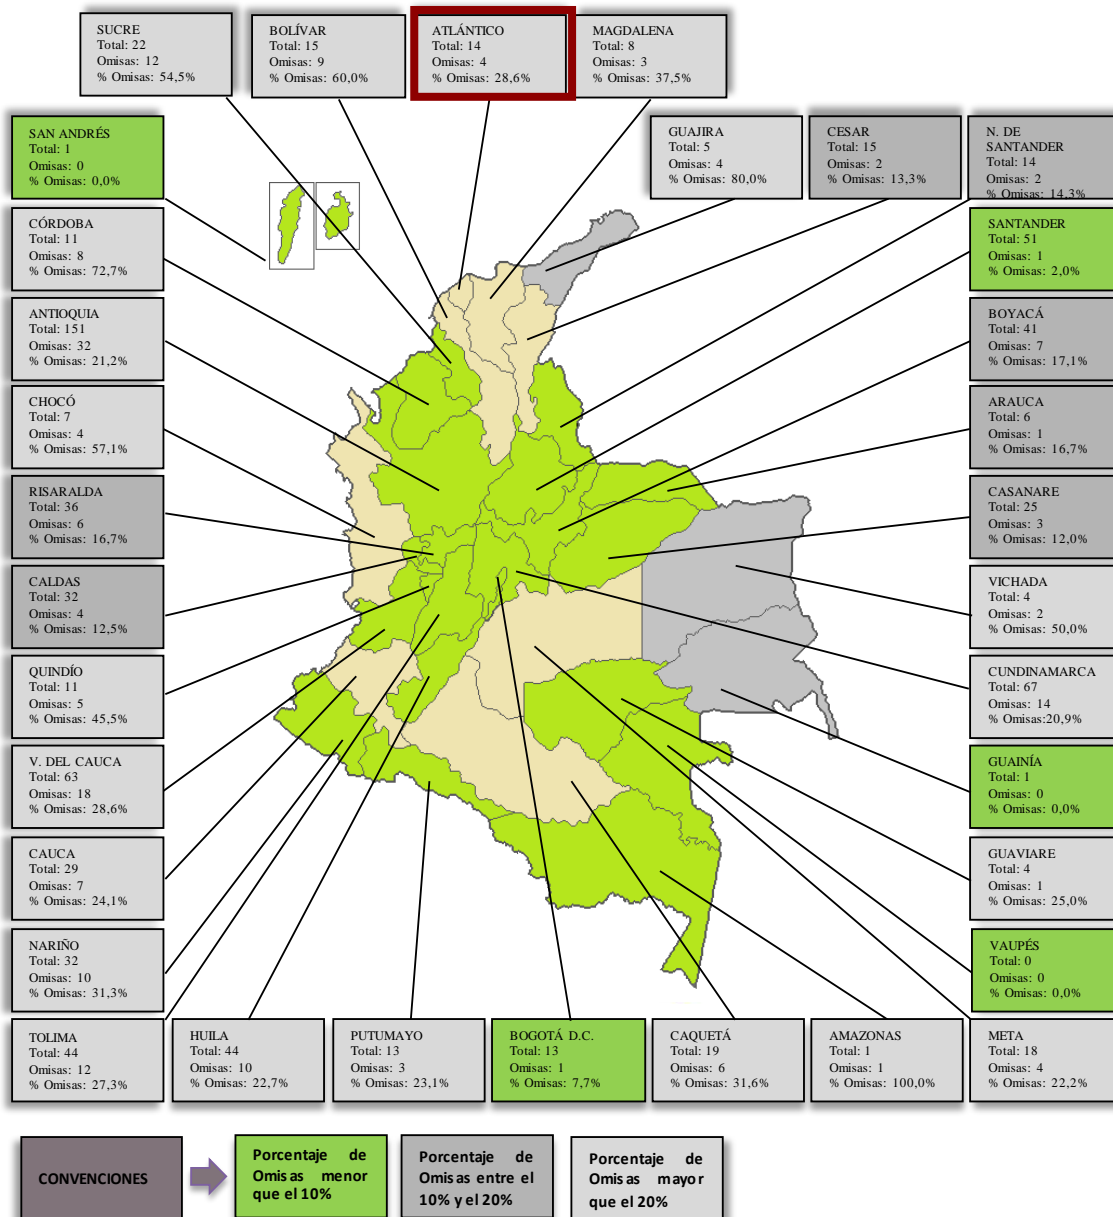 SUCRE
Total: 22
Omisas: 12
% Omisas: 54,5%
BOLÍVAR
Total: 15
Omisas: 9
% Omisas: 60,0%
ATLÁNTICO
Total: 14
Omisas: 4
% Omisas: 28,6%
MAGDALENA
Total: 8
Omisas: 3
% Omisas: 37,5%
SAN ANDRÉS
Total: 1
Omisas: 0
% Omisas: 0,0%
GUAJIRA
Total: 5
Omisas: 4
% Omisas: 80,0%
CESAR
Total: 15
Omisas: 2
% Omisas: 13,3%
N. DE
SANTANDER
Total: 14
Omisas: 2
% Omisas: 14,3%
CÓRDOBA
Total: 11
Omisas: 8
% Omisas: 72,7%
SANTANDER
Total: 51
Omisas: 1
% Omisas: 2,0%
ANTIOQUIA
Total: 151
Omisas: 32
% Omisas: 21,2%
BOYACÁ
Total: 41
Omisas: 7
% Omisas: 17,1%
CHOCÓ
Total: 7
Omisas: 4
% Omisas: 57,1%
ARAUCA
Total: 6
Omisas: 1
% Omisas: 16,7%
RISARALDA
Total: 36
Omisas: 6
% Omisas: 16,7%
CASANARE
Total: 25
Omisas: 3
% Omisas: 12,0%
CALDAS
Total: 32
Omisas: 4
% Omisas: 12,5%
VICHADA
Total: 4
Omisas: 2
% Omisas: 50,0%
QUINDÍO
Total: 11
Omisas: 5
% Omisas: 45,5%
CUNDINAMARCA
Total: 67
Omisas: 14
% Omisas:20,9%
V. DEL CAUCA
Total: 63
Omisas: 18
% Omisas: 28,6%
GUAINÍA
Total: 1
Omisas: 0
% Omisas: 0,0%
CAUCA
Total: 29
Omisas: 7
% Omisas: 24,1%
GUAVIARE
Total: 4
Omisas: 1
% Omisas: 25,0%
NARIÑO
Total: 32
Omisas: 10
% Omisas: 31,3%
VAUPÉS
Total: 0
Omisas: 0
% Omisas: 0,0%
TOLIMA
Total: 44
Omisas: 12
% Omisas: 27,3%
HUILA
Total: 44
Omisas: 10
% Omisas: 22,7%
PUTUMAYO
Total: 13
Omisas: 3
% Omisas: 23,1%
BOGOTÁ D.C.
Total: 13
Omisas: 1
% Omisas: 7,7%
CAQUETÁ
Total: 19
Omisas: 6
% Omisas: 31,6%
AMAZONAS
Total: 1
Omisas: 1
% Omisas: 100,0%
META
Total: 18
Omisas: 4
% Omisas: 22,2%
CONVENCIONES
Porcentaje de
Omisas menor
que el 10%
Porcentaje de
Omisas entre el
10% y el 20%
Porcentaje de
Omisas mayor
que el 20%